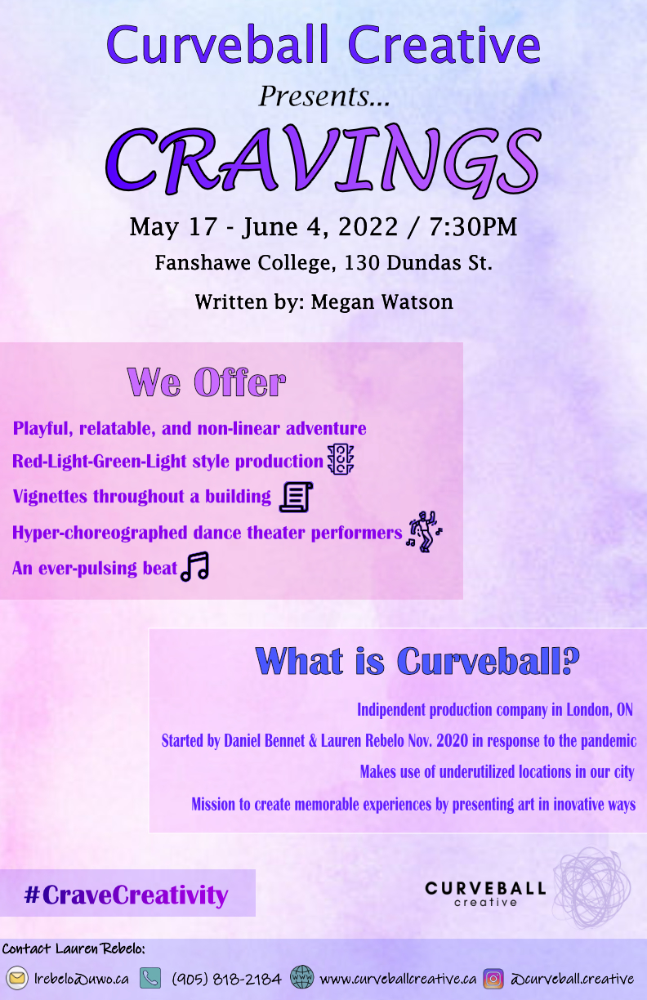 Curveball Creative
Presents...
CRAVINGS
May 17 - June 4, 2022 / 7:30PM
Fanshawe College, 130 Dundas St.
Written by: Megan Watson
We Offer
Playful, relatable, and non-linear adventure
Red-Light-Green-Light style production
Vignettes throughout a building
Hyper-choreographed dance theater performers
An ever-pulsing beat
What is Curveball?
Indipendent production company in London, ON
Started by Daniel Bennet & Lauren Rebelo Nov. 2020 in response to the pandemic
Makes use of underutilized locations in our city
Mission to create memorable experiences by presenting art in inovative ways
#CraveCreativity
CURVEBALL
creative
Contact Lauren Rebelo:
lrebelo@uwo.ca (905) 818-2184 www.curveballcreative.ca @curveball.creative